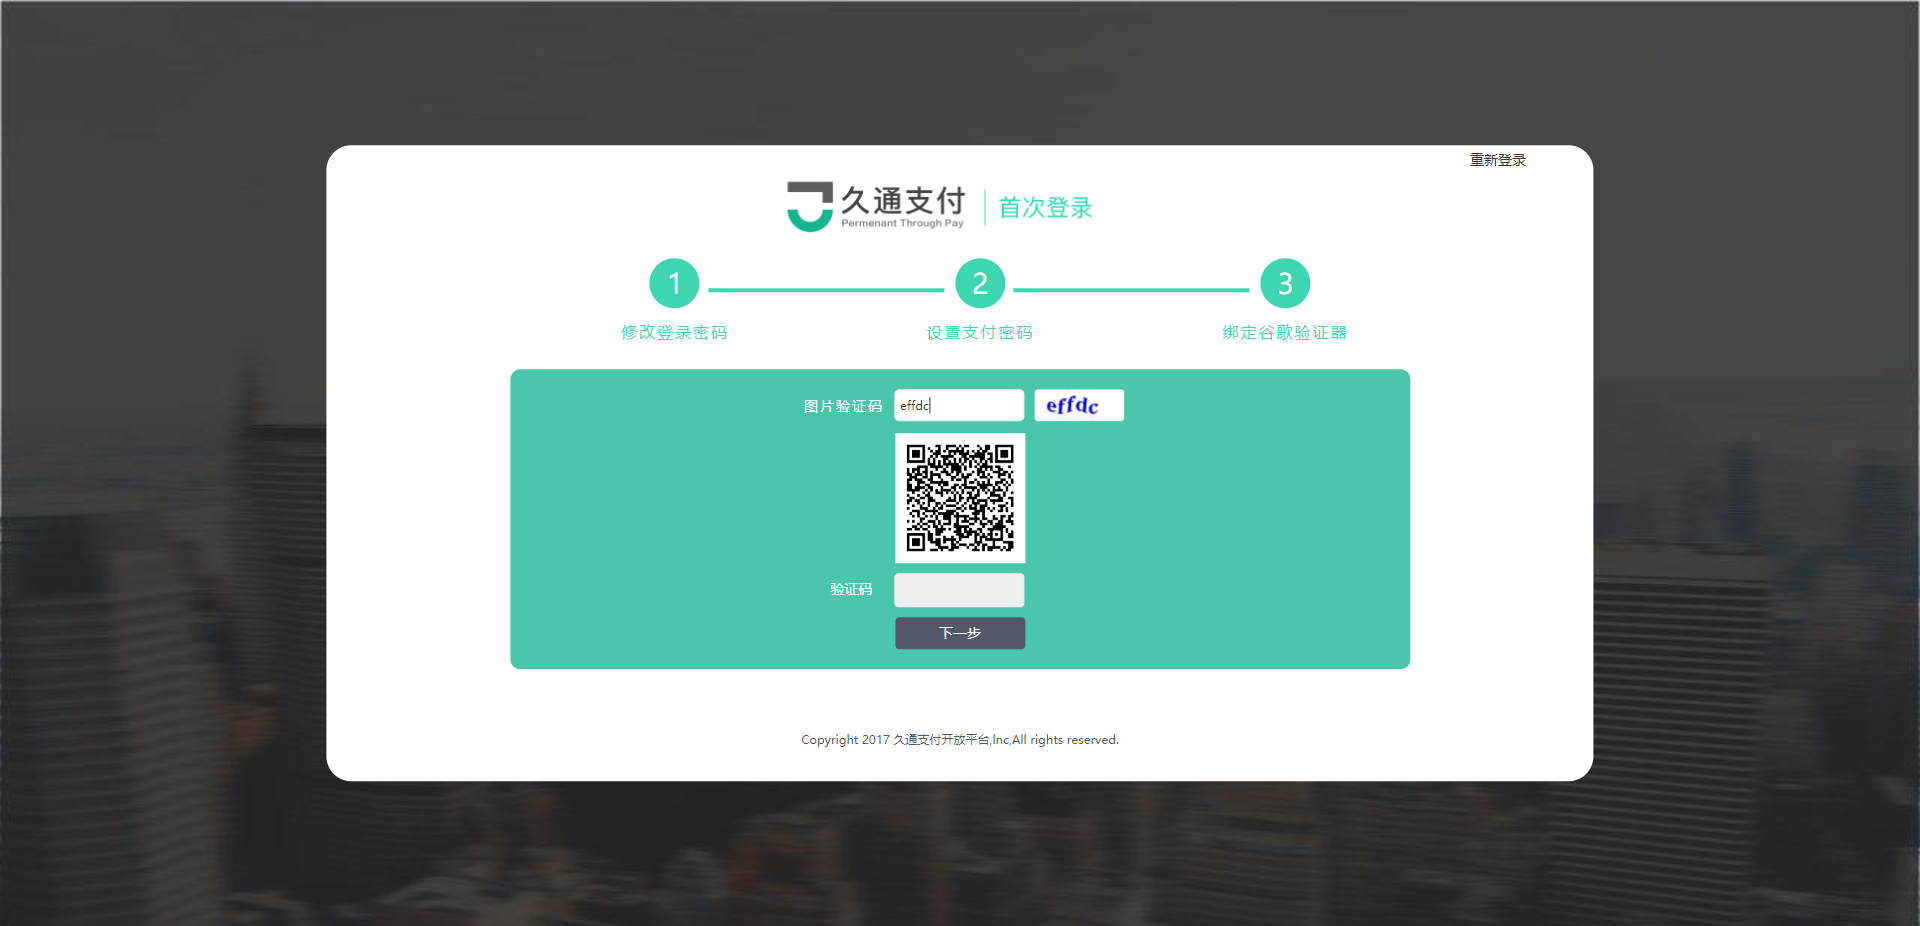 重新登录
久通支付
Permenant Through Pay
首次登录
1
2
3
修改登录密码
设置支付密码
绑定谷歌验证器
图片验证码
effdc
effdc
验证码
下一步
Copyright 2017 久通支付开放平台,Inc,All rights reserved.